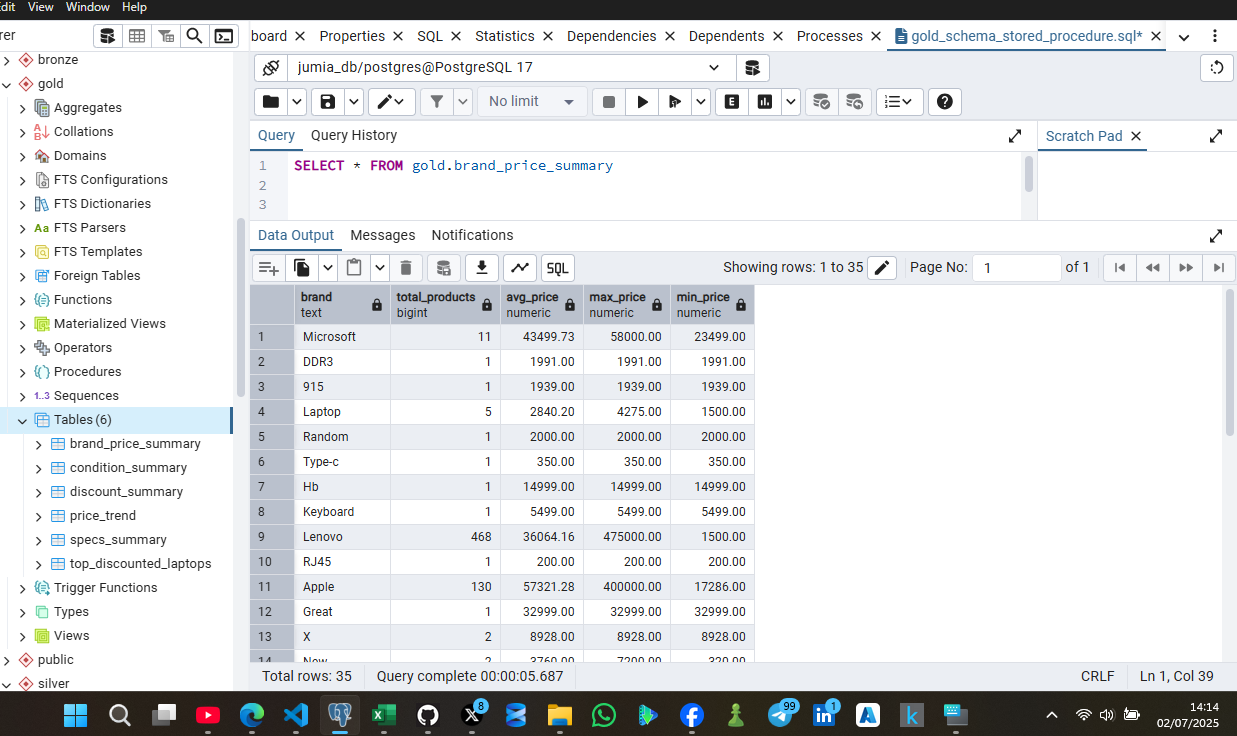 dit View Window Help
rer
board Properties SQL Statistics Dependencies Dependents Processes gold_schema_stored_procedure.sql*
bronze
gold
Aggregates
Collations
Domains
FTS Configurations
FTS Dictionaries
Aa FTS Parsers
FTS Templates
Foreign Tables
Functions
Materialized Views
Operators
Procedures
1..3 Sequences
Tables (6)
brand_price_summary
condition_summary
discount_summary
price_trend
specs_summary
top_discounted_laptops
Trigger Functions
Types
Views
public
silver
jumia_db/postgres@PostgreSQL 17
No limit
E
Query Query History
Scratch Pad
1 SELECT * FROM gold.brand_price_summary
2
3
Data Output Messages Notifications
SQL
Showing rows: 1 to 35
Page No: 1 of 1
brand total_products avg_price max_price min_price
text bigint numeric numeric numeric
1 Microsoft 11 43499.73 58000.00 23499.00
2 DDR3 1 1991.00 1991.00 1991.00
3 915 1 1939.00 1939.00 1939.00
4 Laptop 5 2840.20 4275.00 1500.00
5 Random 1 2000.00 2000.00 2000.00
6 Type-c 1 350.00 350.00 350.00
7 Hb 1 14999.00 14999.00 14999.00
8 Keyboard 1 5499.00 5499.00 5499.00
9 Lenovo 468 36064.16 475000.00 1500.00
10 RJ45 1 200.00 200.00 200.00
11 Apple 130 57321.28 400000.00 17286.00
12 Great 1 32999.00 32999.00 32999.00
13 X 2 8928.00 8928.00 8928.00
14 New 2 3760.00 7200.00 320.00
Total rows: 35 Query complete 00:00:05.687 CRLF Ln 1, Col 39
8
99
1
in
k
14:14
02/07/2025